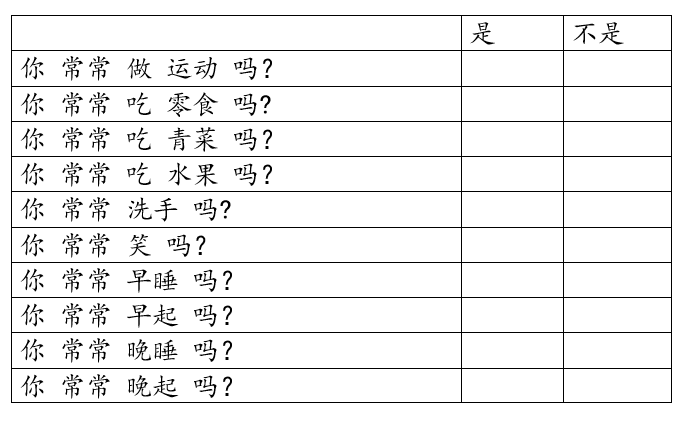 是 不是
你 常常 做 运动 吗?
你 常常 吃 零食 吗?
你 常常 吃 青菜 吗?
你 常常 吃 水果 吗?
你 常常 洗手 吗?
你 常常 笑 吗?
你 常常 早睡 吗?
你 常常 早起 吗?
你 常常 晚睡 吗?
你 常常 晚起 吗?